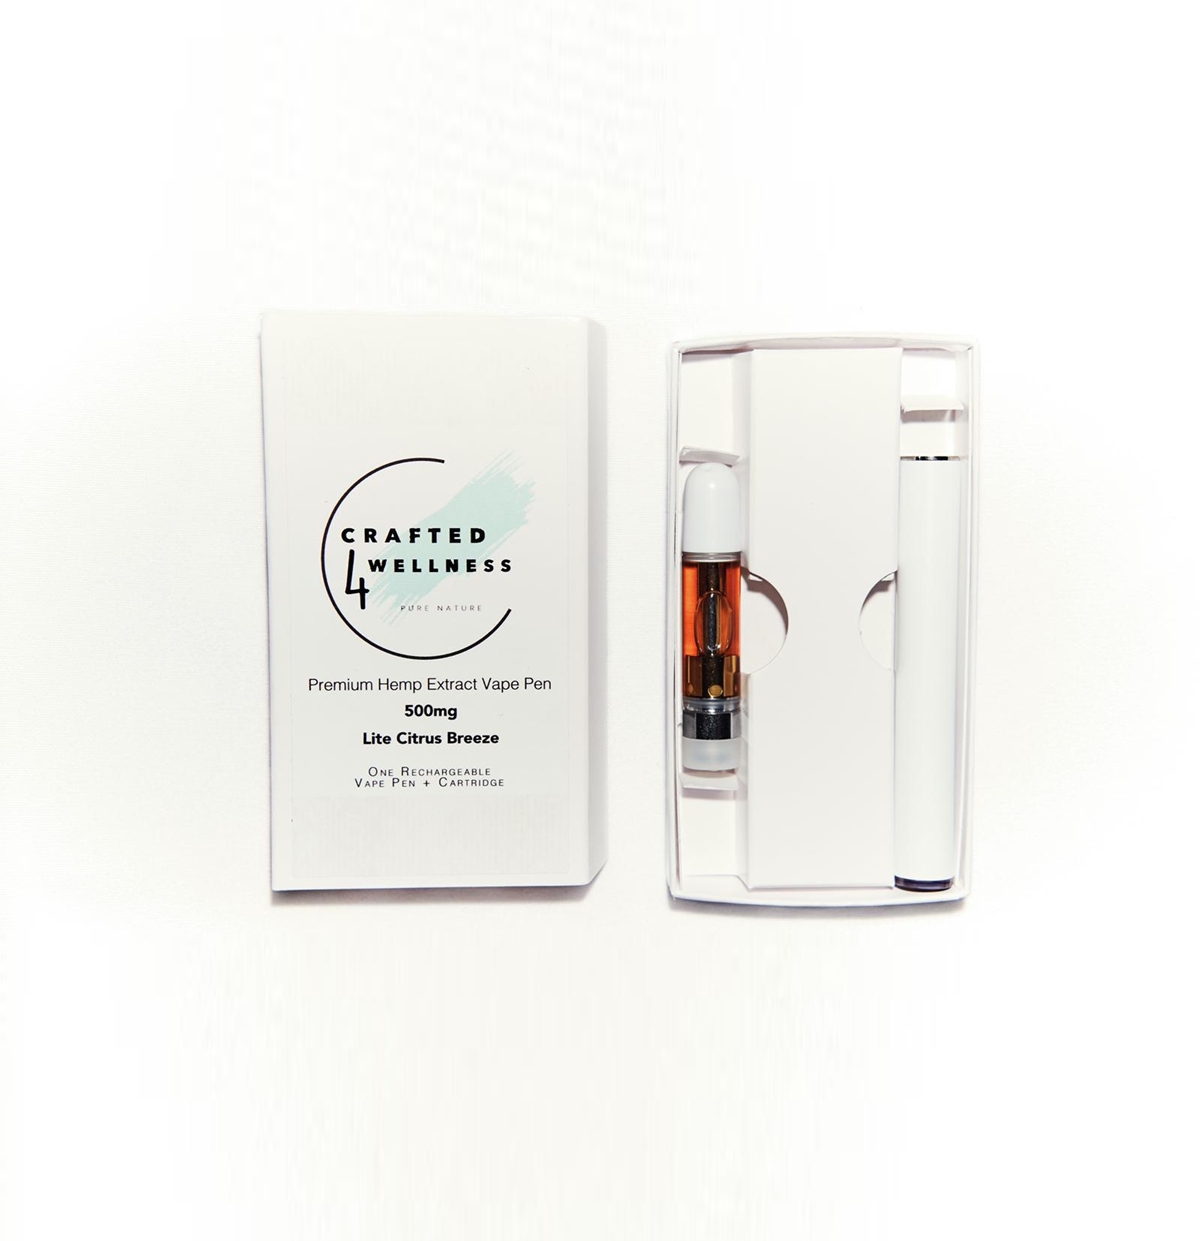 CRAFTED
4 WELLNESS
PURE NATURE
Premium Hemp Extract Vape Pen
500mg
Lite Citrus Breeze
One Rechargeable
Vape Pen + Cartridge